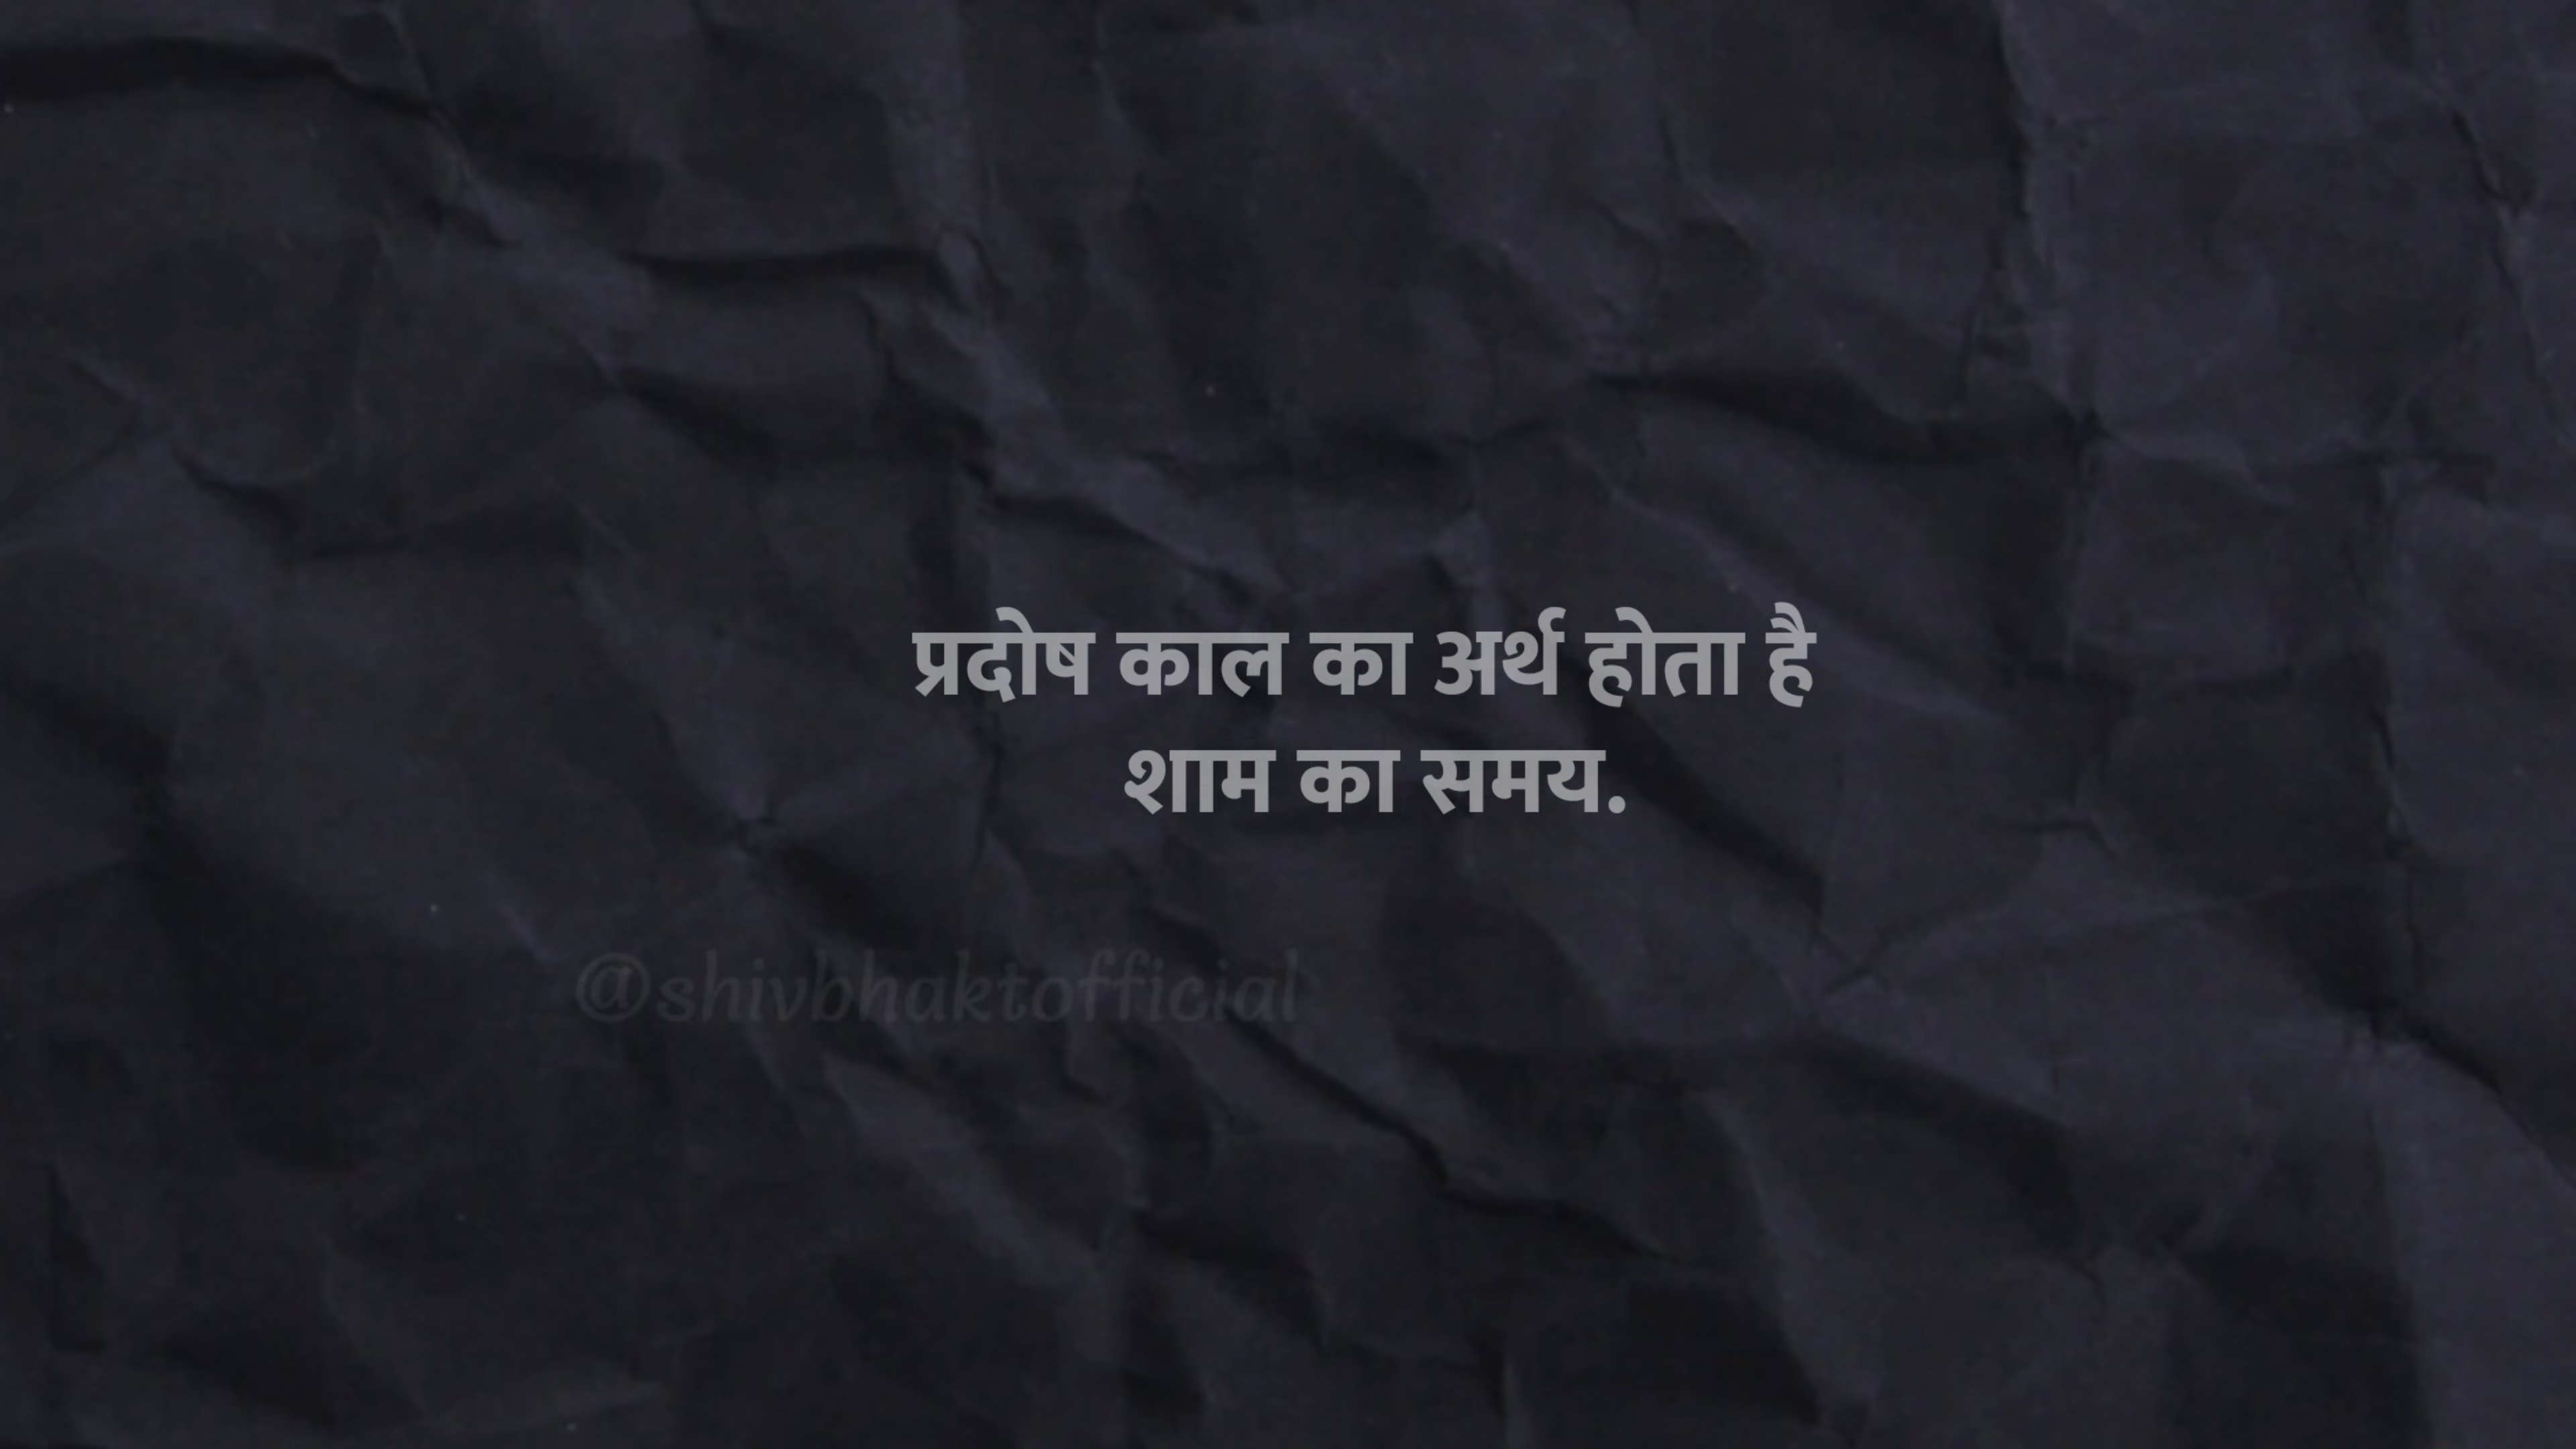 प्रदोष काल का अर्थ होता है
शाम का समय.
@shivbhaktofficial